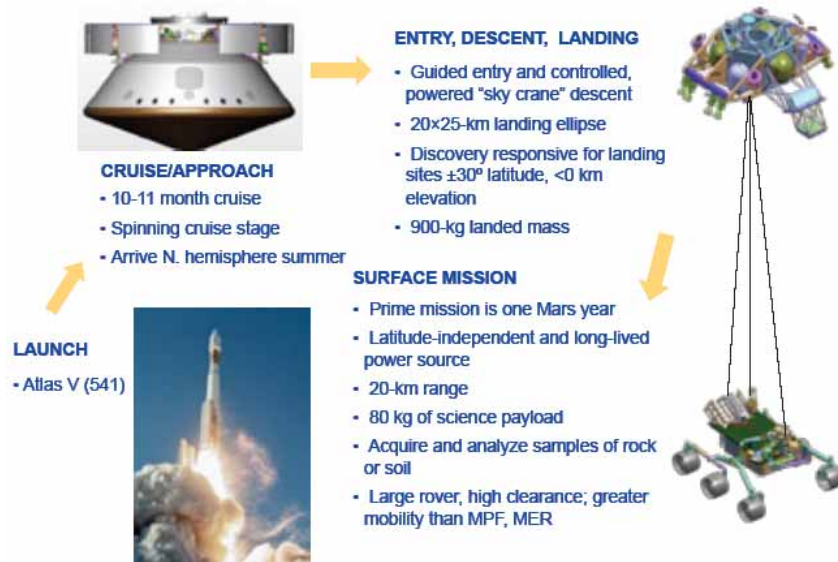 ENTRY, DESCENT, LANDING
• Guided entry and controlled,
powered “sky crane” descent
• 20×25-km landing ellipse
• Discovery responsive for landing
sites ±30º latitude, <0 km
elevation
• 900-kg landed mass
CRUISE/APPROACH
• 10-11 month cruise
• Spinning cruise stage
• Arrive N. hemisphere summer
SURFACE MISSION
• Prime mission is one Mars year
• Latitude-independent and long-lived
power source
• 20-km range
• 80 kg of science payload
• Acquire and analyze samples of rock
or soil
• Large rover, high clearance; greater
mobility than MPF, MER
LAUNCH
• Atlas V (541)